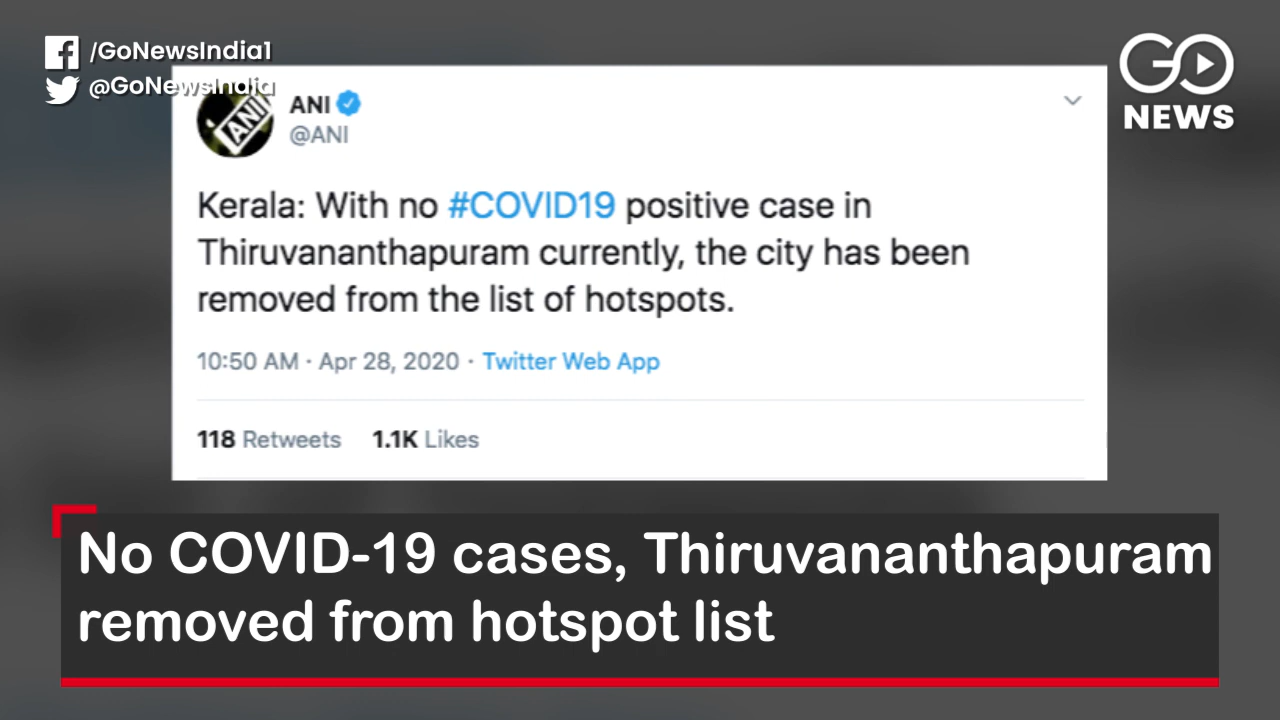 /GoNewsIndia1
@GoNewsIndia
GO
NEWS
ANI
ANI
@ANI
Kerala: With no #COVID19 positive case in
Thiruvananthapuram currently, the city has been
removed from the list of hotspots.
10:50 AM · Apr 28, 2020 · Twitter Web App
118 Retweets 1.1K Likes
No COVID-19 cases, Thiruvananthapuram
removed from hotspot list